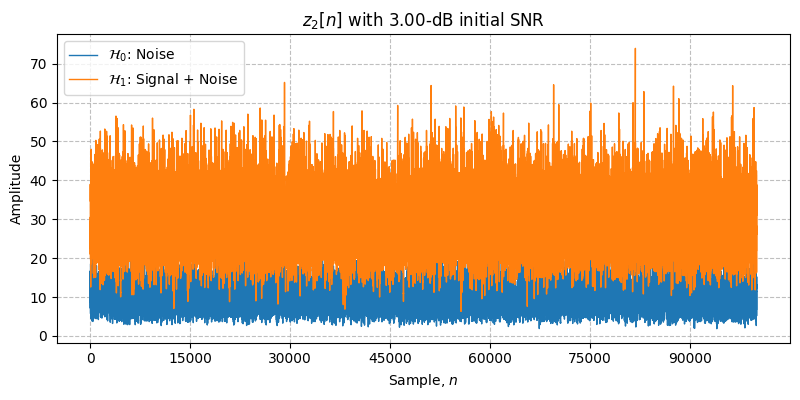 z₂[n] with 3.00-dB initial SNR
ℋ₀: Noise
ℋ₁: Signal + Noise
Amplitude
70
60
50
40
30
20
10
0
0 15000 30000 45000 60000 75000 90000
Sample, n